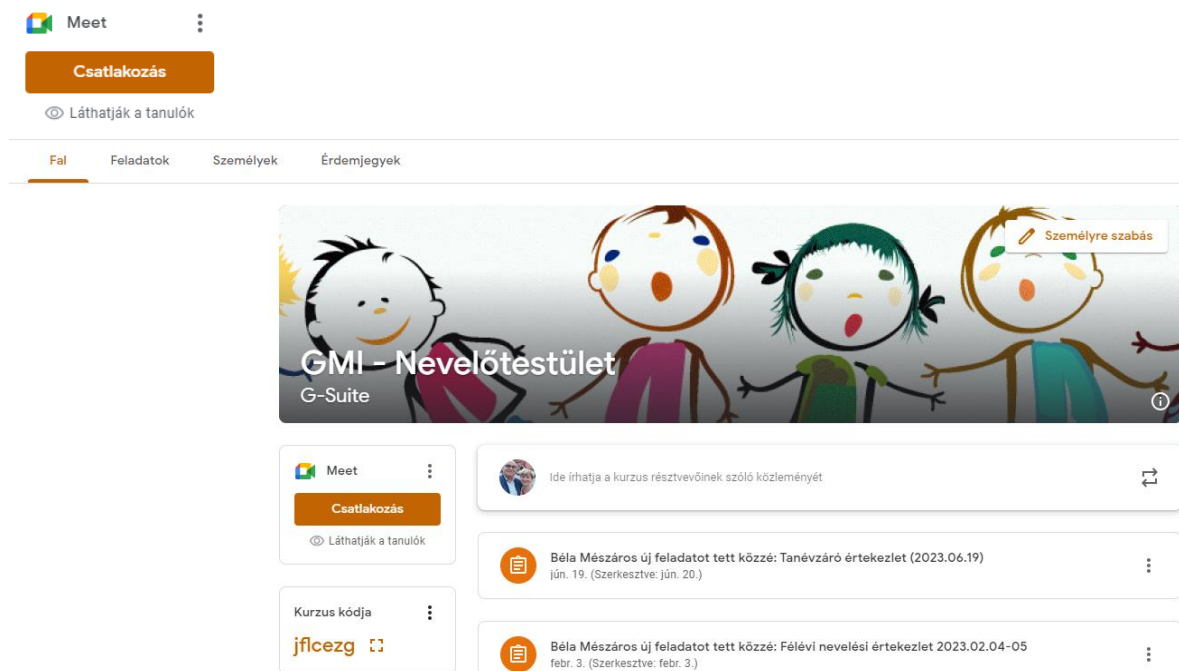 Meet
Csatlakozás
Láthatják a tanulók
Fal Feladatok Személyek Érdemjegyek
Személyre szabás
GMI - Nevelőtestület
G-Suite
Meet
Csatlakozás
Láthatják a tanulók
Ide írhatja a kurzus résztvevőinek szóló közleményét
Béla Mészáros új feladatot tett közzé: Tanévzáró értekezlet (2023.06.19)
jún. 19. (Szerkesztve: jún. 20.)
Kurzus kódja
jflcezg
Béla Mészáros új feladatot tett közzé: Félévi nevelési értekezlet 2023.02.04-05
febr. 3. (Szerkesztve: febr. 3.)